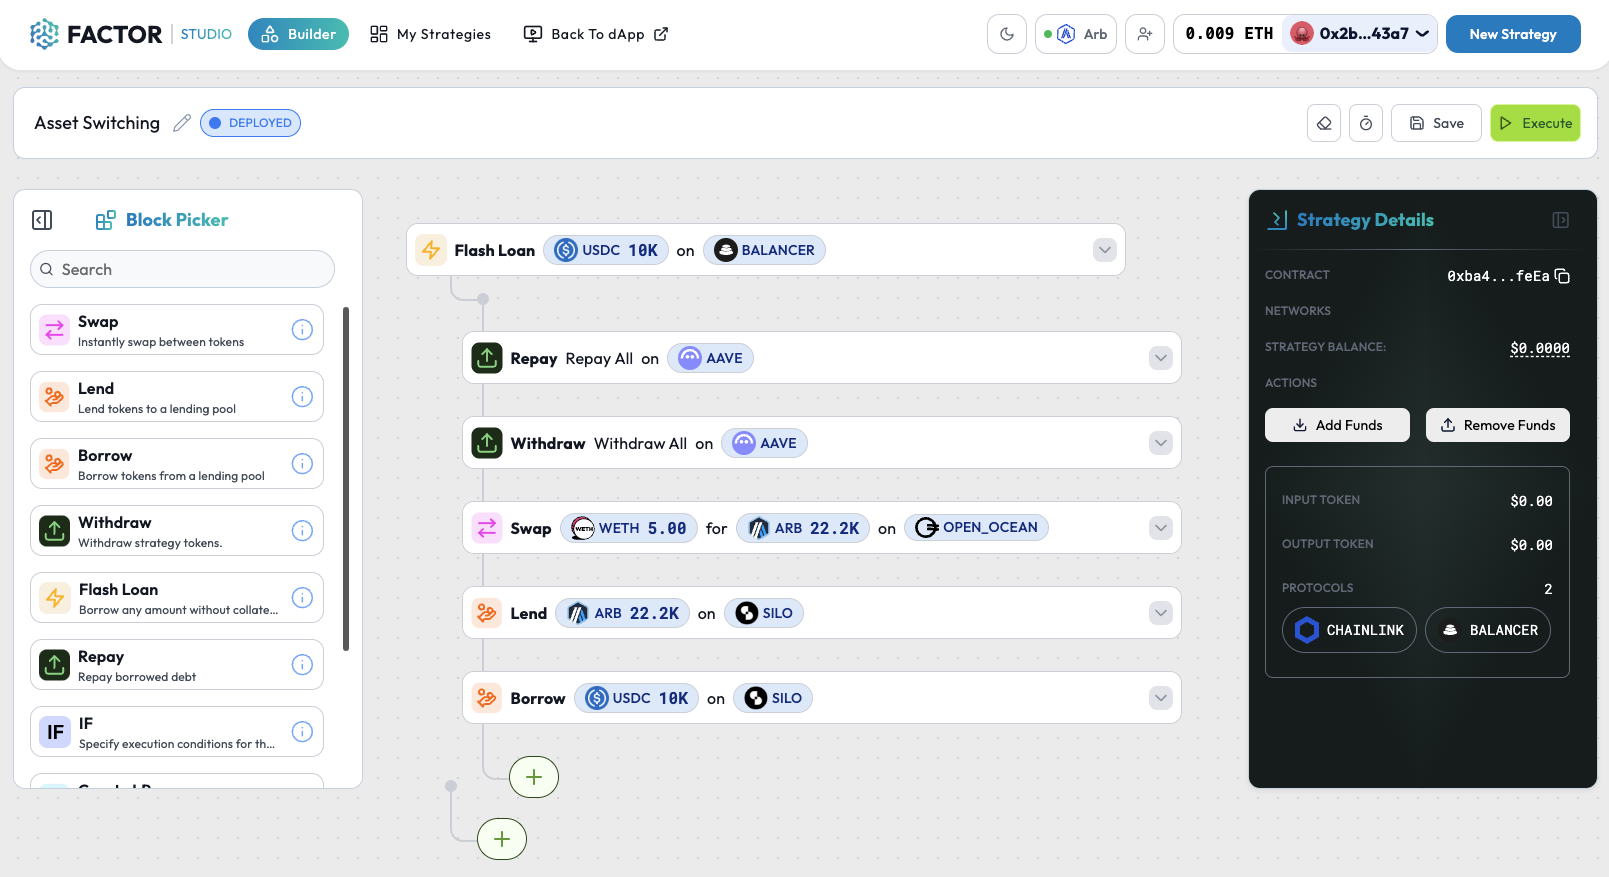 FACTOR STUDIO Builder My Strategies Back To dApp Arb 0.009 ETH 0x2b...43a7 New Strategy
Asset Switching DEPLOYED Save Execute
Block Picker
Search
Swap
Instantly swap between tokens
Lend
Lend tokens to a lending pool
Borrow
Borrow tokens from a lending pool
Withdraw
Withdraw strategy tokens.
Flash Loan
Borrow any amount without collate...
Repay
Repay borrowed debt
IF
IF
Specify execution conditions for th...
Flash Loan USDC 10K on BALANCER
Repay Repay All on AAVE
Withdraw Withdraw All on AAVE
Swap WETH WETH 5.00 for ARB 22.2K on OPEN_OCEAN
Lend ARB 22.2K on SILO
Borrow USDC 10K on SILO
Strategy Details
CONTRACT 0xba4...feEa
NETWORKS
STRATEGY BALANCE: $0.0000
ACTIONS
Add Funds Remove Funds
INPUT TOKEN $0.00
OUTPUT TOKEN $0.00
PROTOCOLS 2
CHAINLINK BALANCER